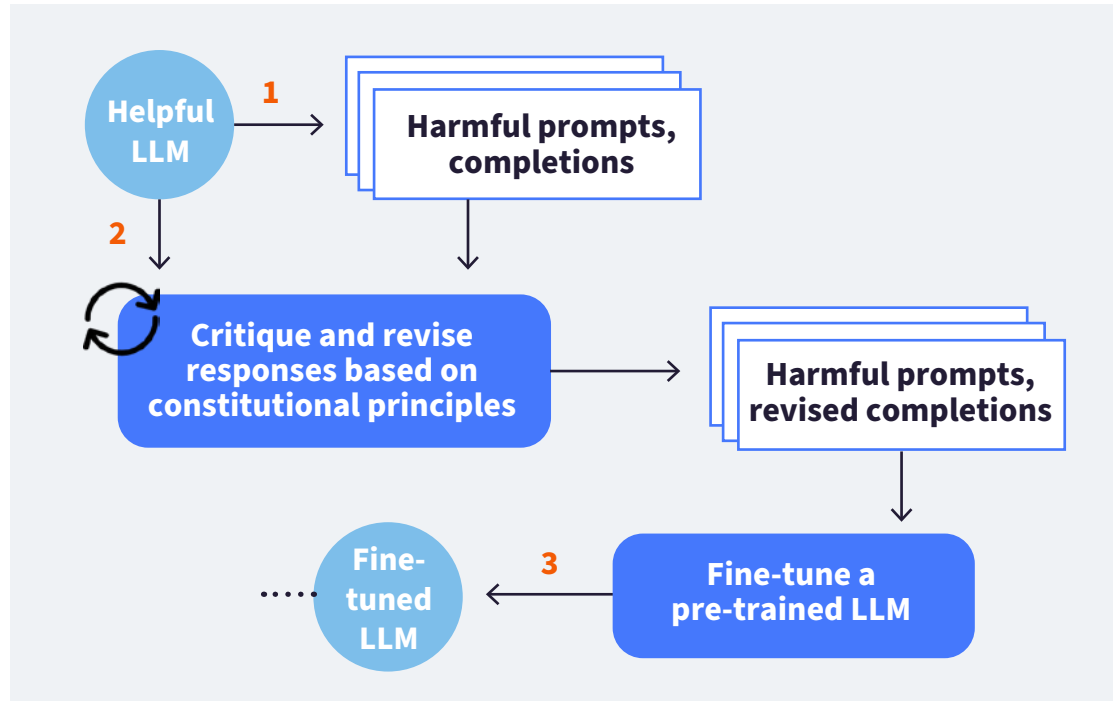 Helpful
LLM
1
Harmful prompts,
completions
2
Critique and revise
responses based on
constitutional principles
Harmful prompts,
revised completions
Fine-tune a
pre-trained LLM
3
Fine-
tuned
LLM